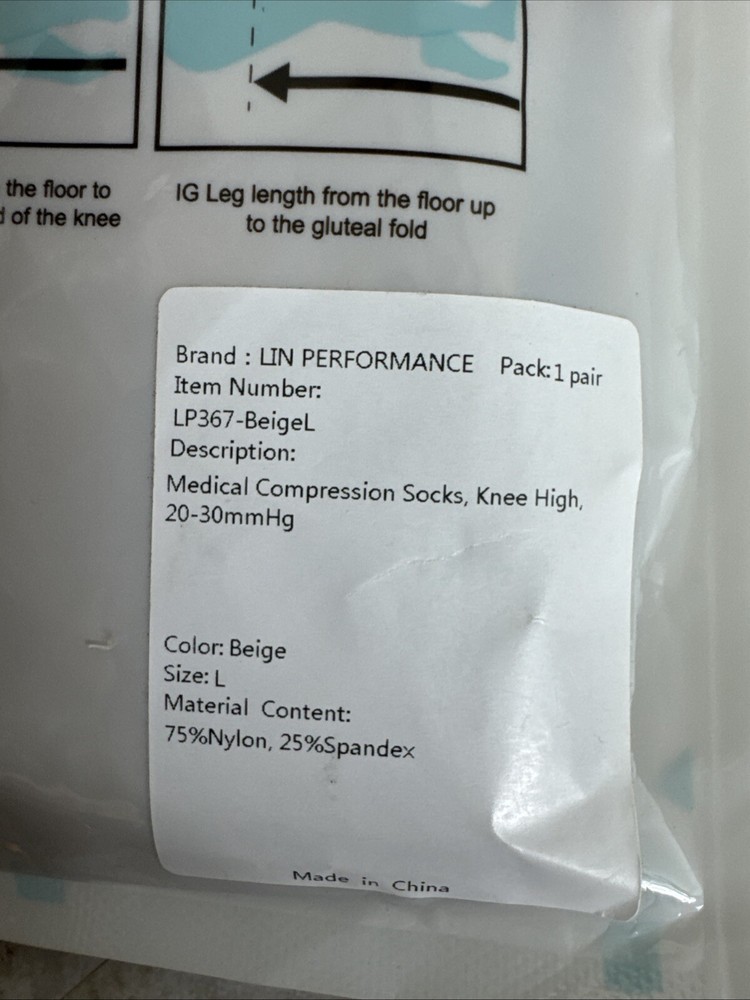 the floor to
of the knee
IG Leg length from the floor up
to the gluteal fold
Brand : LIN PERFORMANCE Pack:1 pair
Item Number:
LP367-BeigeL
Description:
Medical Compression Socks, Knee High,
20-30mmHg
Color: Beige
Size: L
Material Content:
75%Nylon, 25%Spandex
Made in China